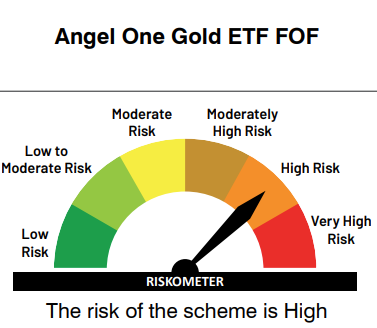 Angel One Gold ETF FOF
Moderate
Risk
Moderately
High Risk
Low to
Moderate Risk
High Risk
Low
Risk
Very High
Risk
RISKOMETER
The risk of the scheme is High